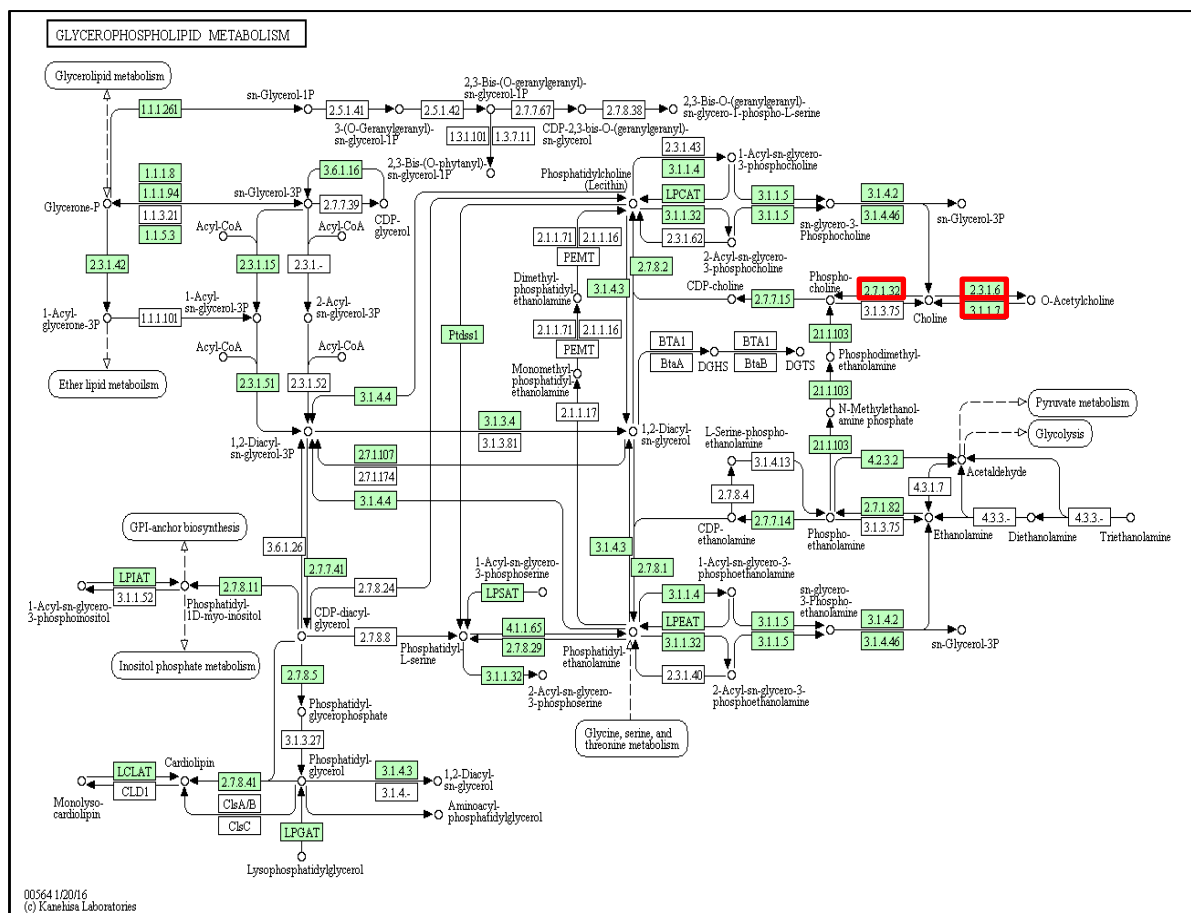 GLYCEROPHOSPHOLIPID METABOLISM
Glycerolipid metabolism
1.1.1.261
sn-Glycerol-1P
2.5.1.41
3-(O-Geranylgeranyl)-
sn-glycerol-1P
2.5.1.42
2,3-Bis-(O-geranylgeranyl)-
sn-glycerol-1P
2.7.7.67
CDP-2,3-bis-O-(geranylgeranyl)-
sn-glycerol
2.7.8.38
2,3-Bis-O-(geranylgeranyl)-
sn-glycero-1-phospho-L-serine
1.3.1.101
1.3.7.11
2,3-Bis-(O-phytanyl)-
sn-glycerol-1P
1.1.1.8
1.1.1.94
1.1.3.21
1.1.5.3
Glycerone-P
sn-Glycerol-3P
3.6.1.16
2.7.7.39
CDP-
glycerol
Acyl-CoA
Acyl-CoA
2.3.1.42
2.3.1.15
2.3.1.-
1-Acyl-
glycerone-3P
1.1.1.101
1-Acyl-
sn-glycerol-3P
2-Acyl-
sn-glycerol-3P
Acyl-CoA
Acyl-CoA
Ether lipid metabolism
2.3.1.51
2.3.1.52
1,2-Diacyl-
sn-glycerol-3P
Phosphatidylcholine
(Lecithin)
2.3.1.43
3.1.1.4
1-Acyl-sn-glycero-
3-phosphocholine
LPCAT
3.1.1.32
2.3.1.62
2-Acyl-sn-glycero-
3-phosphocholine
3.1.1.5
3.1.1.5
sn-glycero-3-
Phosphocholine
3.1.4.2
3.1.4.46
sn-Glycerol-3P
2.1.1.71
2.1.1.16
PEMT
Dimethyl-
phosphatidyl-
ethanolamine
2.1.1.71
2.1.1.16
PEMT
Monomethyl-
phosphatidyl-
ethanolamine
2.1.1.17
3.1.4.3
2.7.8.2
CDP-choline
2.7.7.15
Phospho-
choline
2.7.1.32
3.1.3.75
Choline
2.3.1.6
3.1.1.7
O-Acetylcholine
2.1.1.103
Phosphodimethyl-
ethanolamine
2.1.1.103
N-Methylethanol-
amine phosphate
2.1.1.103
BTA1
BtaA
DGHS
BTA1
BtaB
DGTS
Ptdss1
3.1.4.4
3.1.3.4
3.1.3.81
1,2-Diacyl-
sn-glycerol
2.7.1.107
2.7.1.174
3.1.4.4
L-Serine-phospho-
ethanolamine
3.1.4.13
2.7.8.4
CDP-
ethanolamine
2.7.7.14
Phospho-
ethanolamine
4.2.3.2
2.7.1.82
3.1.3.75
Ethanolamine
4.3.1.7
Acetaldehyde
Pyruvate metabolism
Glycolysis
4.3.3.-
Diethanolamine
4.3.3.-
Triethanolamine
GPI-anchor biosynthesis
LPIAT
3.1.1.52
1-Acyl-sn-glycero-
3-phosphoinositol
Phosphatidyl-
1D-myo-inositol
2.7.8.11
Inositol phosphate metabolism
3.6.1.26
2.7.7.41
2.7.8.24
CDP-diacyl-
glycerol
2.7.8.8
Phosphatidyl-
L-serine
1-Acyl-sn-glycero-
3-phosphoserine
LPSAT
4.1.1.65
2.7.8.29
3.1.1.32
2-Acyl-sn-glycero-
3-phosphoserine
3.1.4.3
2.7.8.1
Phosphatidyl-
ethanolamine
1-Acyl-sn-glycero-3-
phosphoethanolamine
3.1.1.4
LPEAT
3.1.1.32
2.3.1.40
2-Acyl-sn-glycero-3-
phosphoethanolamine
3.1.1.5
3.1.1.5
sn-glycero-
3-Phospho-
ethanolamine
3.1.4.2
3.1.4.46
sn-Glycerol-3P
Glycine, serine, and
threonine metabolism
2.7.8.5
Phosphatidyl-
glycerophosphate
3.1.3.27
Phosphatidyl-
glycerol
3.1.4.3
3.1.4.-
1,2-Diacyl-
sn-glycerol
Aminoacyl-
phosphatidylglycerol
LCLAT
CLD1
Monolyso-
cardiolipin
Cardiolipin
2.7.8.41
ClsA/B
ClsC
LPGAT
Lysophosphatidylglycerol
00564 1/20/16
(c) Kanehisa Laboratories